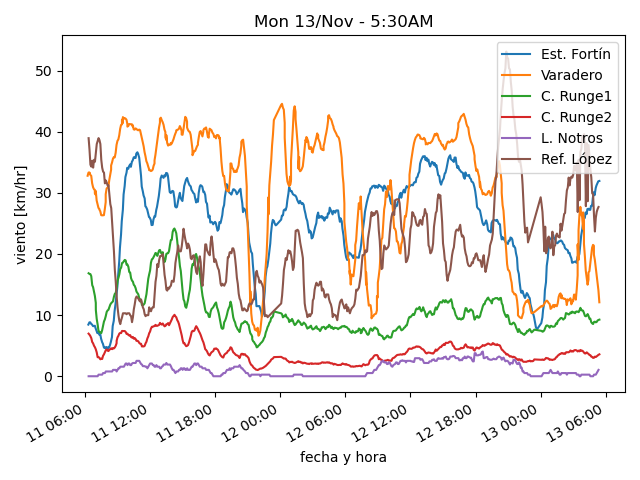 Mon 13/Nov - 5:30AM
Est. Fortín
Varadero
C. Runge1
C. Runge2
L. Notros
Ref. López
viento [km/hr]
50
40
30
20
10
0
11 06:00
11 12:00
11 18:00
12 00:00
12 06:00
12 12:00
12 18:00
13 00:00
13 06:00
fecha y hora